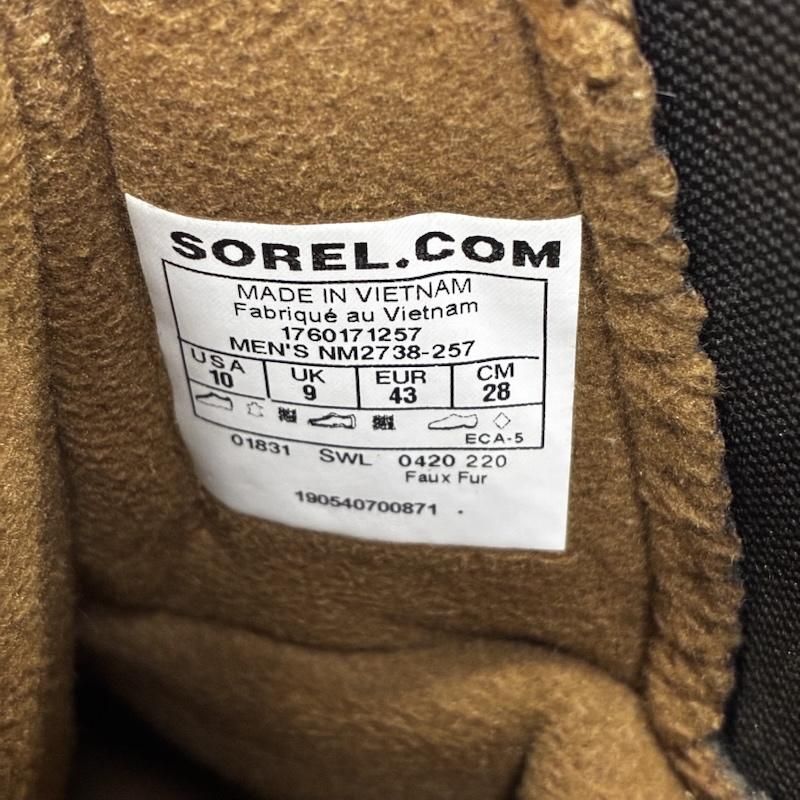 SOREL.COM
MADE IN VIETNAM
Fabriqué au Vietnam
1760171257
MEN'S NM2738-257
USA UK EUR CM
10 9 43 28
ECA-5
01831 SWL 0420 220
Faux Fur
190540700871